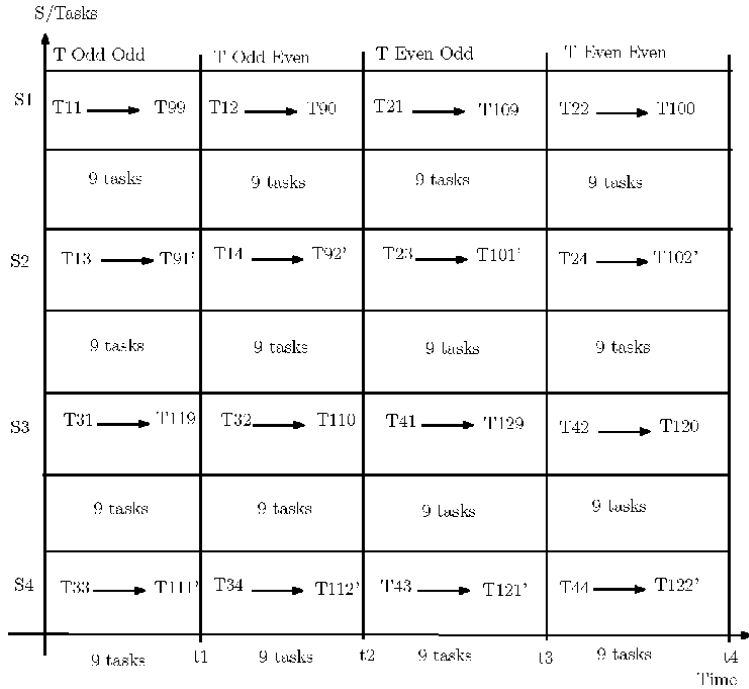 S/Tasks
T Odd Odd T Odd Even T Even Odd T Even Even
S1 T11 T99 T12 T90 T21 T109 T22 T100
9 tasks 9 tasks 9 tasks 9 tasks
S2 T13 T91' T14 T92' T23 T101' T24 T102'
9 tasks 9 tasks 9 tasks 9 tasks
S3 T31 T119 T32 T110 T41 T129 T42 T120
9 tasks 9 tasks 9 tasks 9 tasks
S4 T33 T111' T34 T112' T43 T121' T44 T122'
9 tasks t1 9 tasks t2 9 tasks t3 9 tasks t4
Time